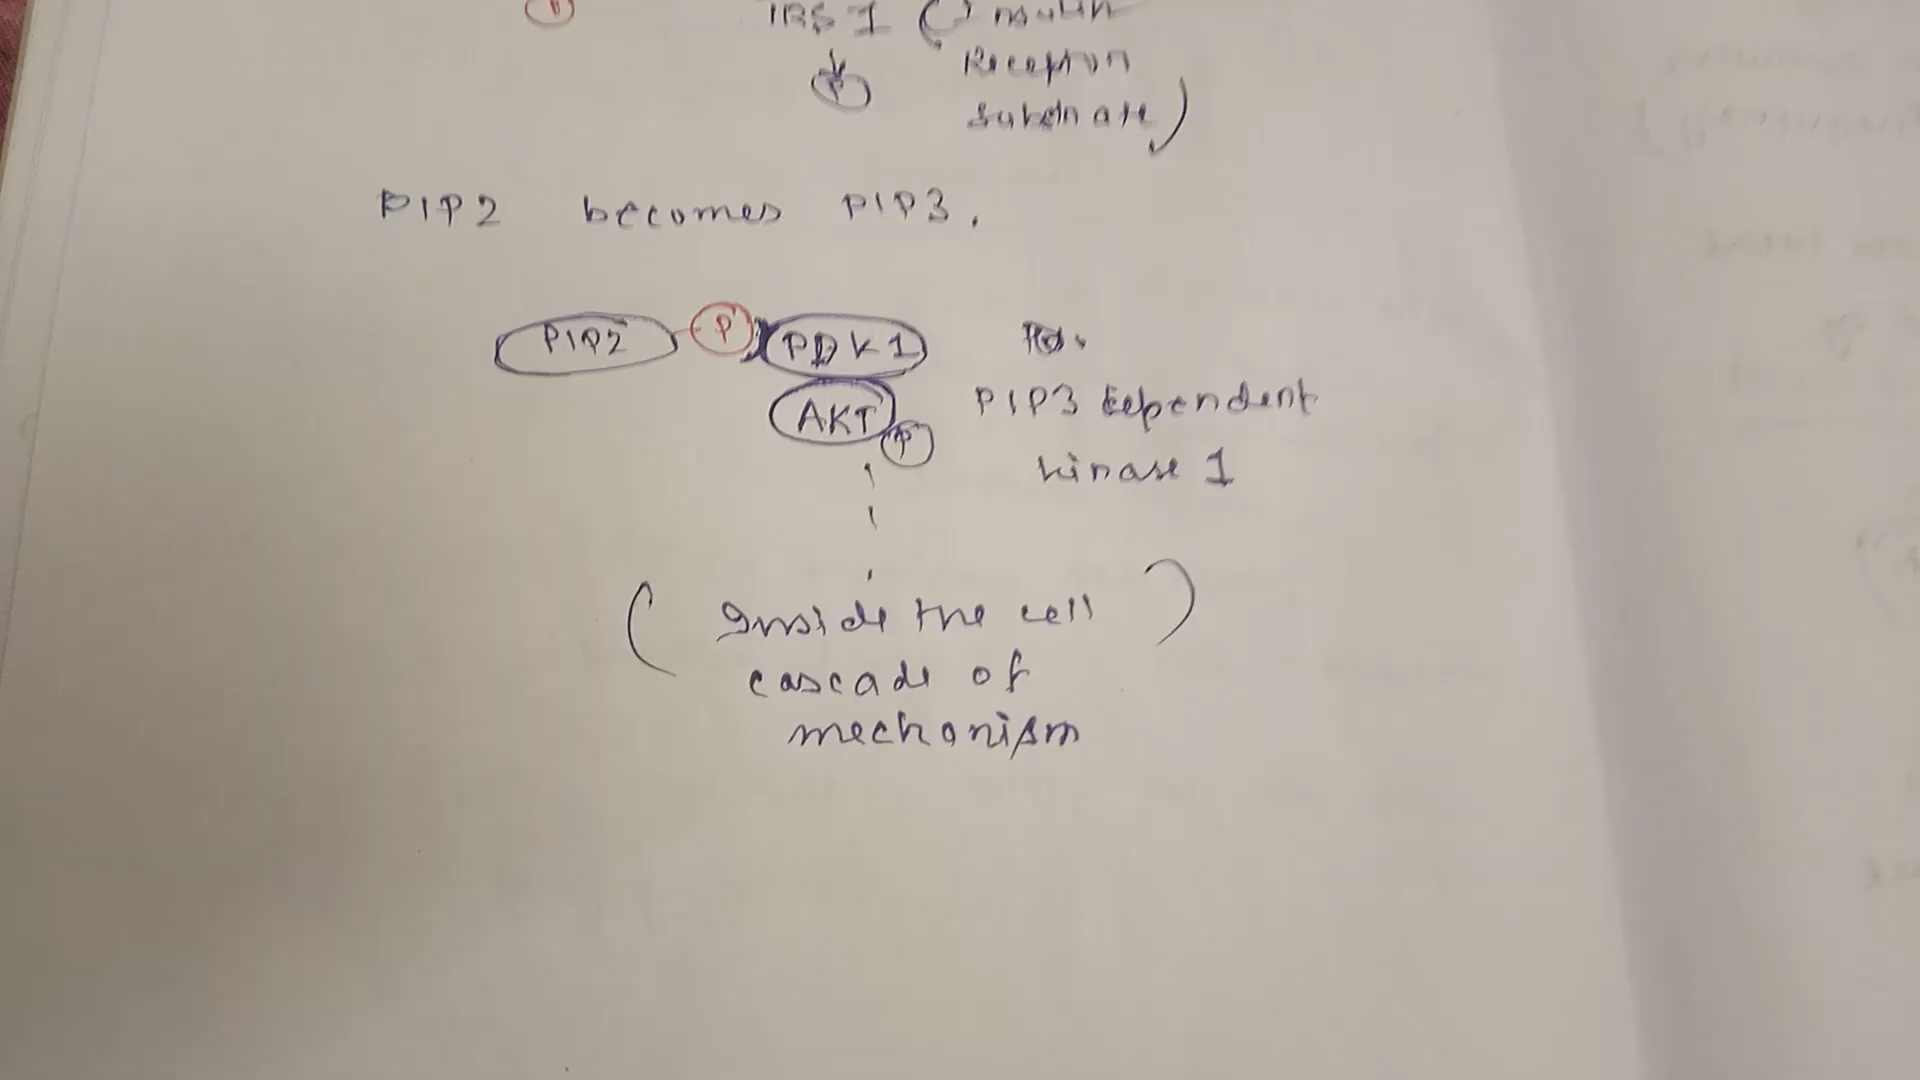 P
IRS 1 (Insulin
P Receptor
substrate)
PIP2 becomes PIP3.
PIP2 P PDK1
AKT P PIP3 dependent
kinase 1
(Inside the cell)
cascade of
mechanism